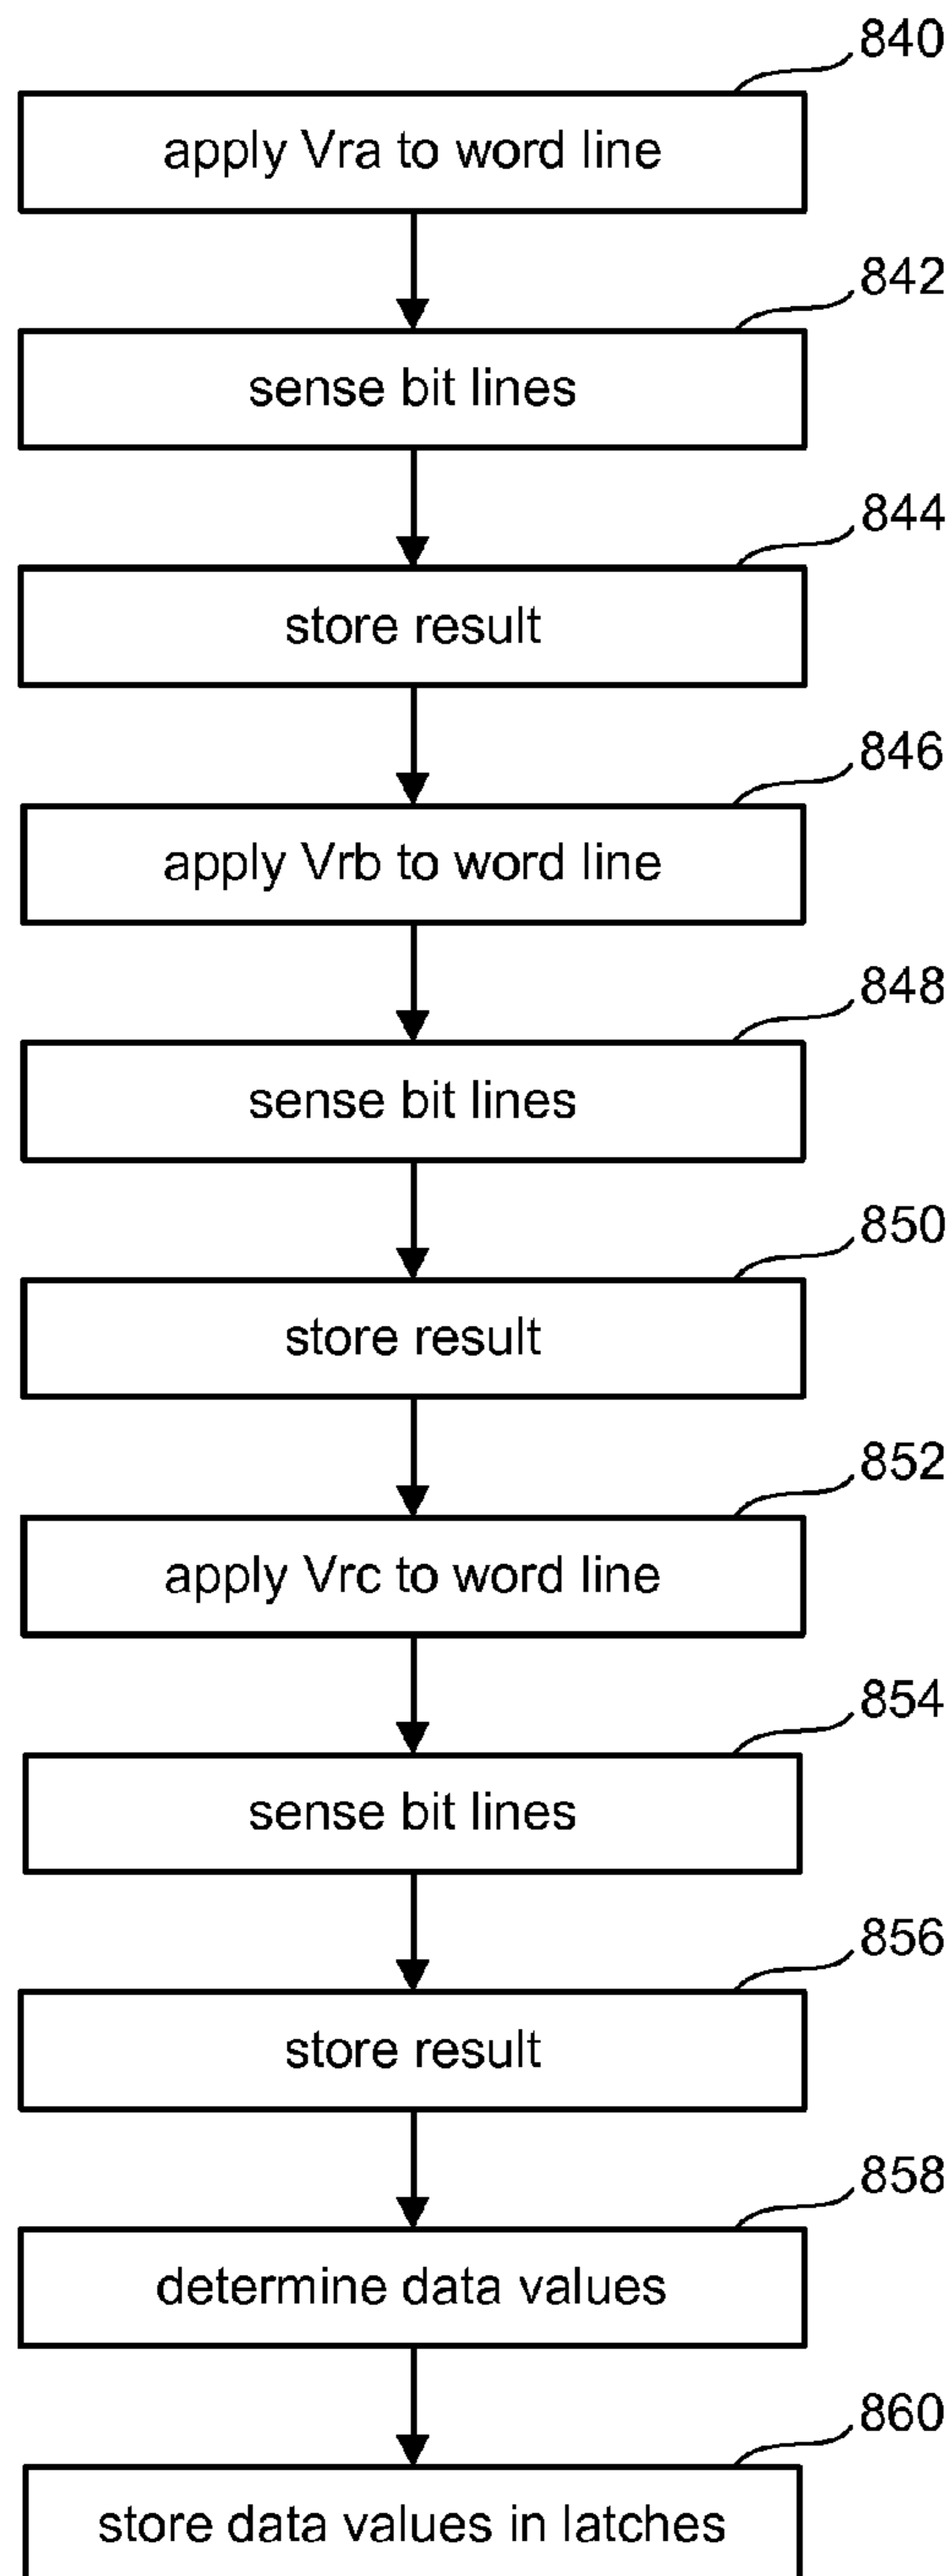 840
apply Vra to word line
842
sense bit lines
844
store result
846
apply Vrb to word line
848
sense bit lines
850
store result
852
apply Vrc to word line
854
sense bit lines
856
store result
858
determine data values
860
store data values in latches